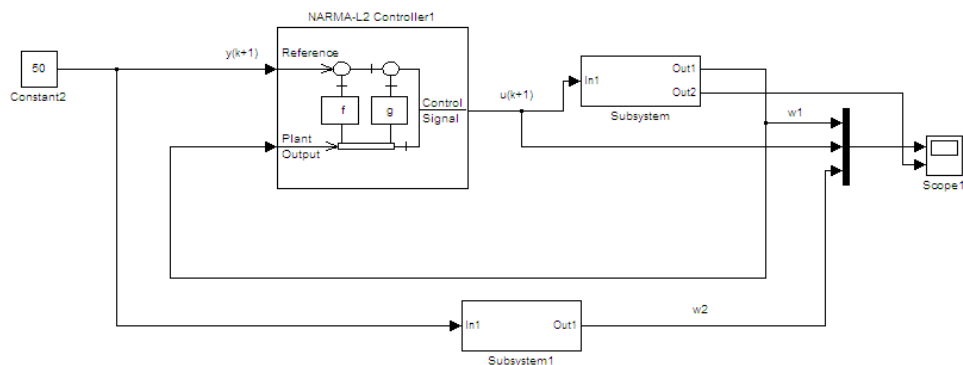 NARMA-L2 Controller1
50
Constant2
y(k+1)
Reference
f
g
Control
Signal
Plant
Output
u(k+1)
In1
Out1
Out2
Subsystem
w1
Scope1
In1
Out1
Subsystem1
w2